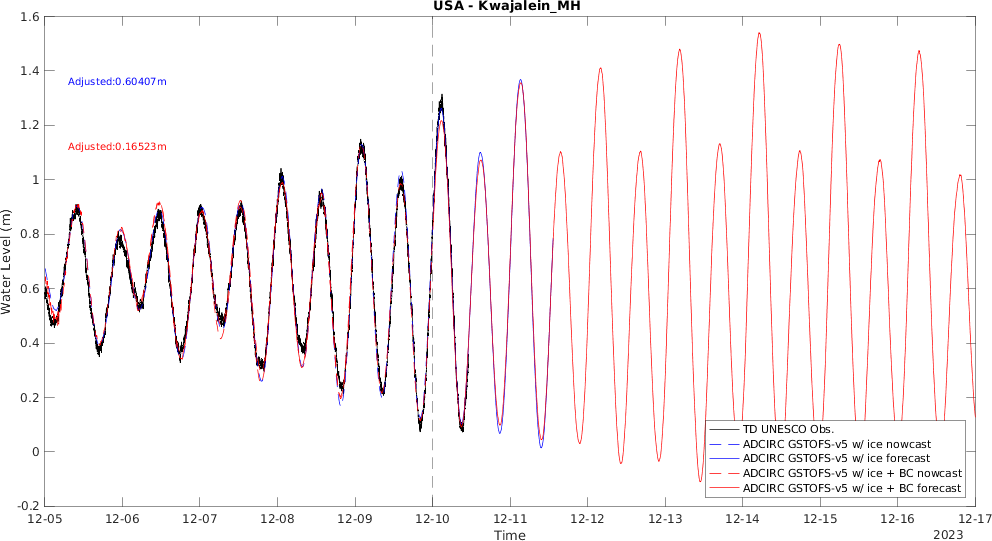 USA - Kwajalein_MH
1.6
1.4
1.2
1
0.8
0.6
0.4
0.2
0
-0.2
Water Level (m)
Adjusted:0.60407m
Adjusted:0.16523m
TD UNESCO Obs.
ADCIRC GSTOFS-v5 w/ ice nowcast
ADCIRC GSTOFS-v5 w/ ice forecast
ADCIRC GSTOFS-v5 w/ ice + BC nowcast
ADCIRC GSTOFS-v5 w/ ice + BC forecast
12-05 12-06 12-07 12-08 12-09 12-10 12-11 12-12 12-13 12-14 12-15 12-16 12-17
Time
2023